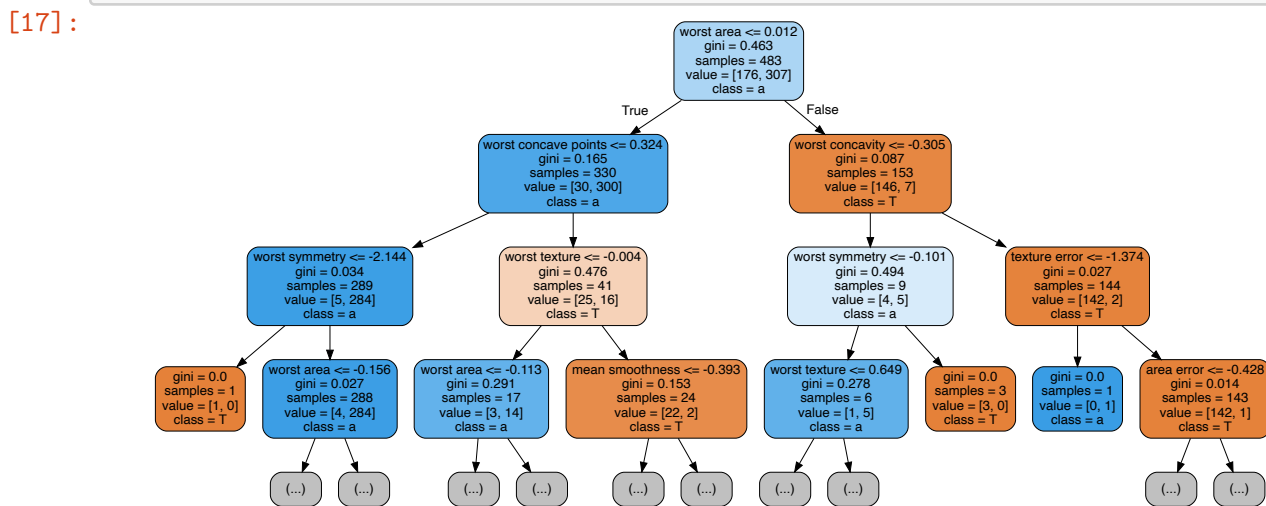 [17]:
worst area <= 0.012
gini = 0.463
samples = 483
value = [176, 307]
class = a
True
False
worst concave points <= 0.324
gini = 0.165
samples = 330
value = [30, 300]
class = a
worst concavity <= -0.305
gini = 0.087
samples = 153
value = [146, 7]
class = T
worst symmetry <= -2.144
gini = 0.034
samples = 289
value = [5, 284]
class = a
worst texture <= -0.004
gini = 0.476
samples = 41
value = [25, 16]
class = T
worst symmetry <= -0.101
gini = 0.494
samples = 9
value = [4, 5]
class = a
texture error <= -1.374
gini = 0.027
samples = 144
value = [142, 2]
class = T
gini = 0.0
samples = 1
value = [1, 0]
class = T
worst area <= -0.156
gini = 0.027
samples = 288
value = [4, 284]
class = a
worst area <= -0.113
gini = 0.291
samples = 17
value = [3, 14]
class = a
mean smoothness <= -0.393
gini = 0.153
samples = 24
value = [22, 2]
class = T
worst texture <= 0.649
gini = 0.278
samples = 6
value = [1, 5]
class = a
gini = 0.0
samples = 3
value = [3, 0]
class = T
gini = 0.0
samples = 1
value = [0, 1]
class = a
area error <= -0.428
gini = 0.014
samples = 143
value = [142, 1]
class = T
(...)
(...)
(...)
(...)
(...)
(...)
(...)
(...)
(...)
(...)